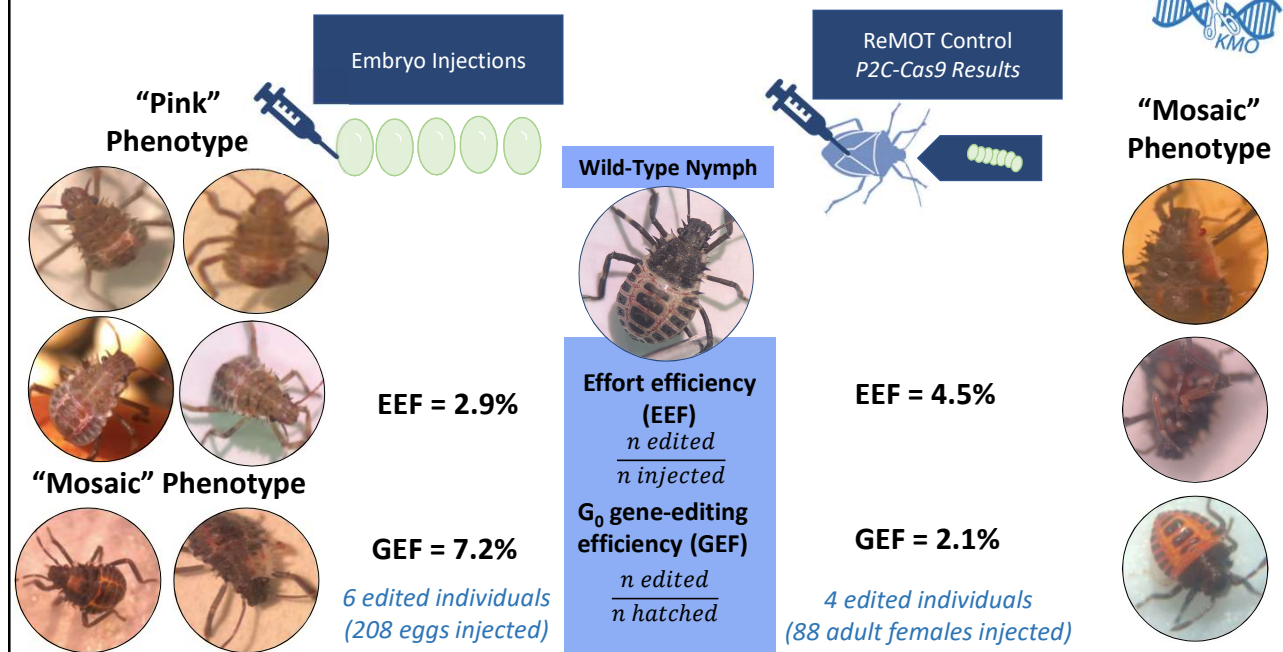 Embryo Injections
ReMOT Control
P2C-Cas9 Results
KMO
“Pink”
Phenotype
“Mosaic”
Phenotype
Wild-Type Nymph
Effort efficiency
(EEF)
n edited
n injected
EEF = 2.9%
EEF = 4.5%
“Mosaic” Phenotype
G₀ gene-editing
efficiency (GEF)
n edited
n hatched
GEF = 7.2%
6 edited individuals
(208 eggs injected)
GEF = 2.1%
4 edited individuals
(88 adult females injected)